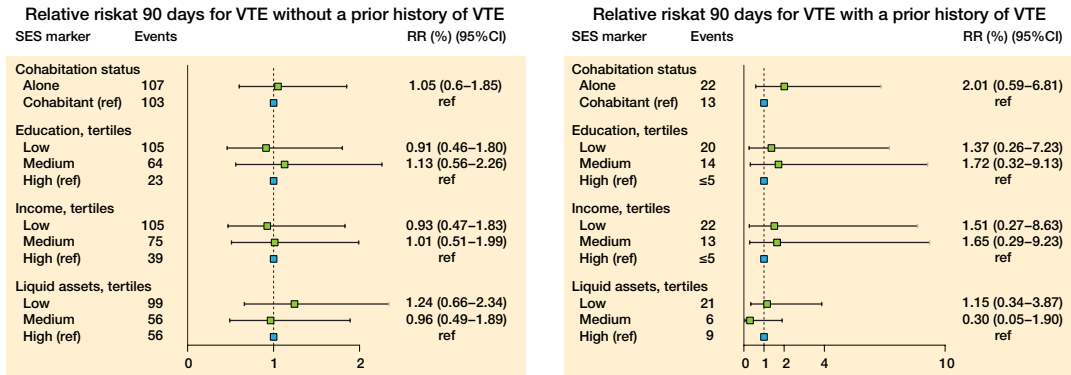 Relative riskat 90 days for VTE without a prior history of VTE
SES marker Events RR (%) (95%CI)
Cohabitation status
Alone 107 1.05 (0.6–1.85)
Cohabitant (ref) 103 ref
Education, tertiles
Low 105 0.91 (0.46–1.80)
Medium 64 1.13 (0.56–2.26)
High (ref) 23 ref
Income, tertiles
Low 105 0.93 (0.47–1.83)
Medium 75 1.01 (0.51–1.99)
High (ref) 39 ref
Liquid assets, tertiles
Low 99 1.24 (0.66–2.34)
Medium 56 0.96 (0.49–1.89)
High (ref) 56 ref
0 1 2
Relative riskat 90 days for VTE with a prior history of VTE
SES marker Events RR (%) (95%CI)
Cohabitation status
Alone 22 2.01 (0.59–6.81)
Cohabitant (ref) 13 ref
Education, tertiles
Low 20 1.37 (0.26–7.23)
Medium 14 1.72 (0.32–9.13)
High (ref) ≤5 ref
Income, tertiles
Low 22 1.51 (0.27–8.63)
Medium 13 1.65 (0.29–9.23)
High (ref) ≤5 ref
Liquid assets, tertiles
Low 21 1.15 (0.34–3.87)
Medium 6 0.30 (0.05–1.90)
High (ref) 9 ref
0 1 2 4 10